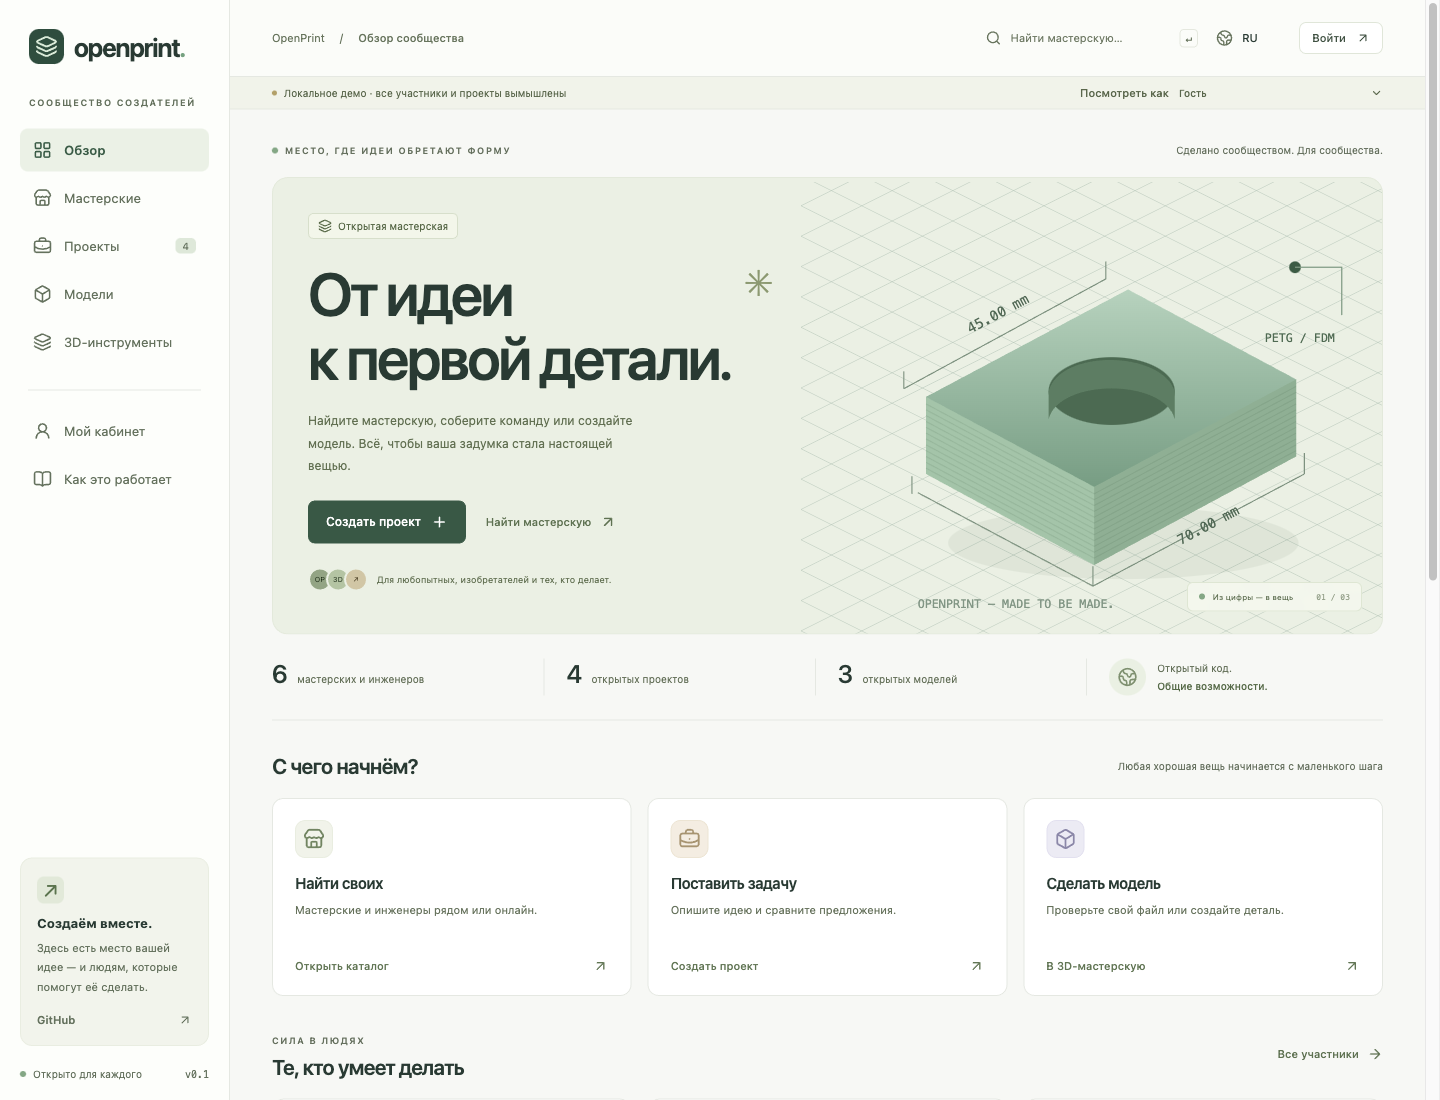 openprint.
СООБЩЕСТВО СОЗДАТЕЛЕЙ
Обзор
Мастерские
Проекты 4
Модели
3D-инструменты
Мой кабинет
Как это работает
Создаём вместе.
Здесь есть место вашей
идее — и людям, которые
помогут её сделать.
GitHub
Открыто для каждого v0.1
OpenPrint / Обзор сообщества
Найти мастерскую...
RU
Войти
Локальное демо · все участники и проекты вымышлены
Посмотреть как Гость
МЕСТО, ГДЕ ИДЕИ ОБРЕТАЮТ ФОРМУ
Сделано сообществом. Для сообщества.
Открытая мастерская
От идеи
к первой детали.
Найдите мастерскую, соберите команду или создайте
модель. Всё, чтобы ваша задумка стала настоящей
вещью.
Создать проект
Найти мастерскую
OP 3D
Для любопытных, изобретателей и тех, кто делает.
45.00 mm
PETG / FDM
70.00 mm
OPENPRINT — MADE TO BE MADE.
Из цифры — в вещь 01 / 03
6 мастерских и инженеров
4 открытых проектов
3 открытых моделей
Открытый код.
Общие возможности.
С чего начнём?
Любая хорошая вещь начинается с маленького шага
Найти своих
Мастерские и инженеры рядом или онлайн.
Открыть каталог
Поставить задачу
Опишите идею и сравните предложения.
Создать проект
Сделать модель
Проверьте свой файл или создайте деталь.
В 3D-мастерскую
СИЛА В ЛЮДЯХ
Те, кто умеет делать
Все участники